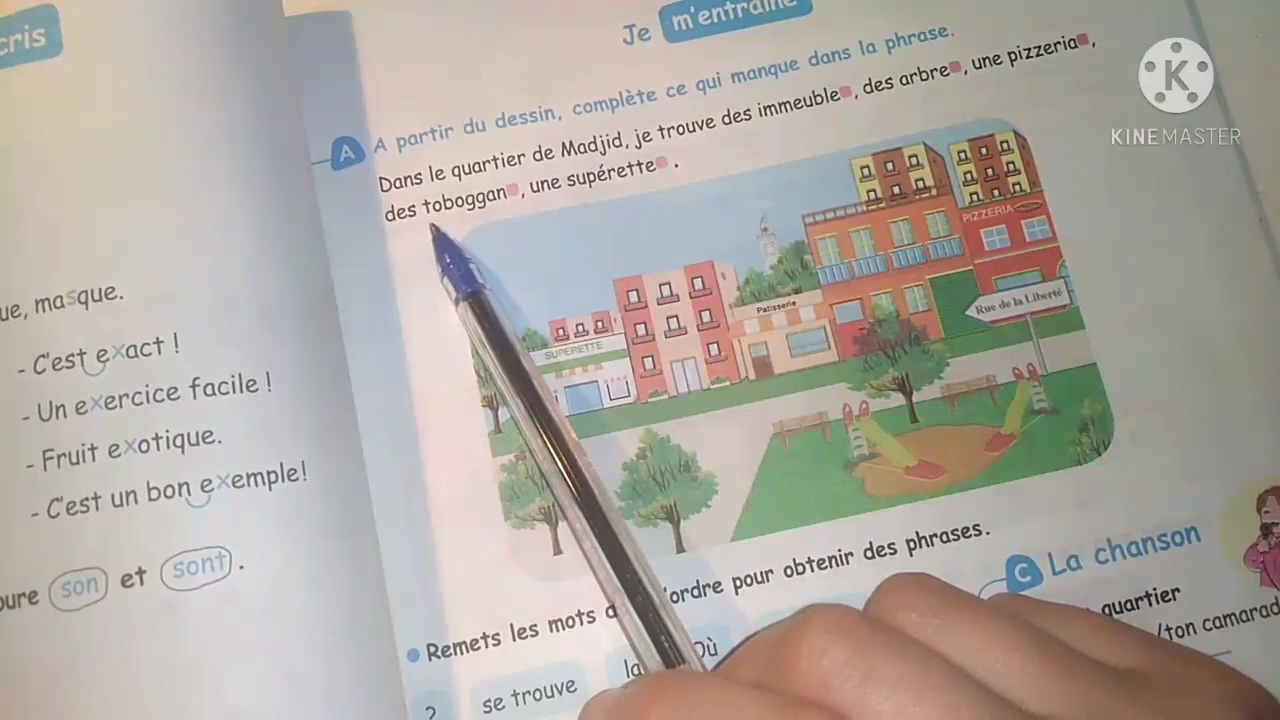 cris
ue, masque.
- C'est exact !
- Un exercice facile !
- Fruit exotique.
- C'est un bon exemple!
oure son et sont .
Je m'entraîne
A A partir du dessin, complète ce qui manque dans la phrase.
Dans le quartier de Madjid, je trouve des immeuble , des arbre , une pizzeria ,
des toboggan , une supérette .
SUPERETTE
Patisserie
PIZZERIA
Rue de la Liberté
Remets les mots d 'ordre pour obtenir des phrases.
? se trouve la Où
C La chanson
quartier
/ton camarad
KINEMASTER